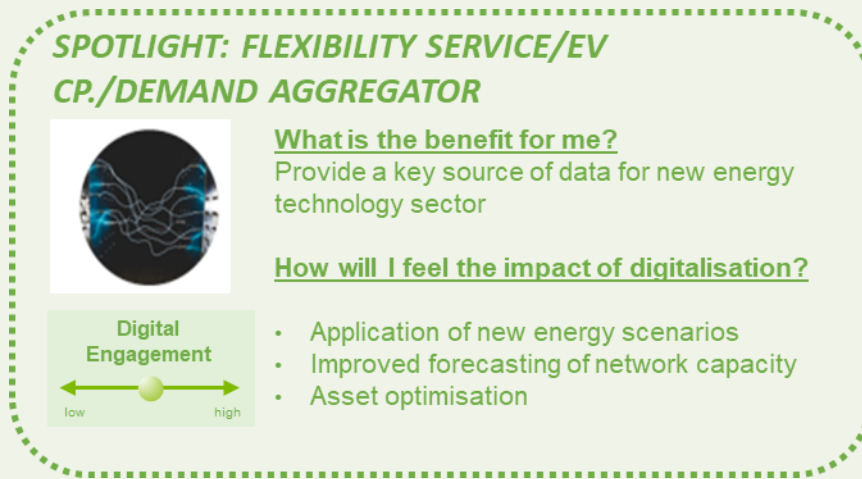 SPOTLIGHT: FLEXIBILITY SERVICE/EV
CP./DEMAND AGGREGATOR
What is the benefit for me?
Provide a key source of data for new energy
technology sector
How will I feel the impact of digitalisation?
Digital
Engagement
low
high
• Application of new energy scenarios
• Improved forecasting of network capacity
• Asset optimisation